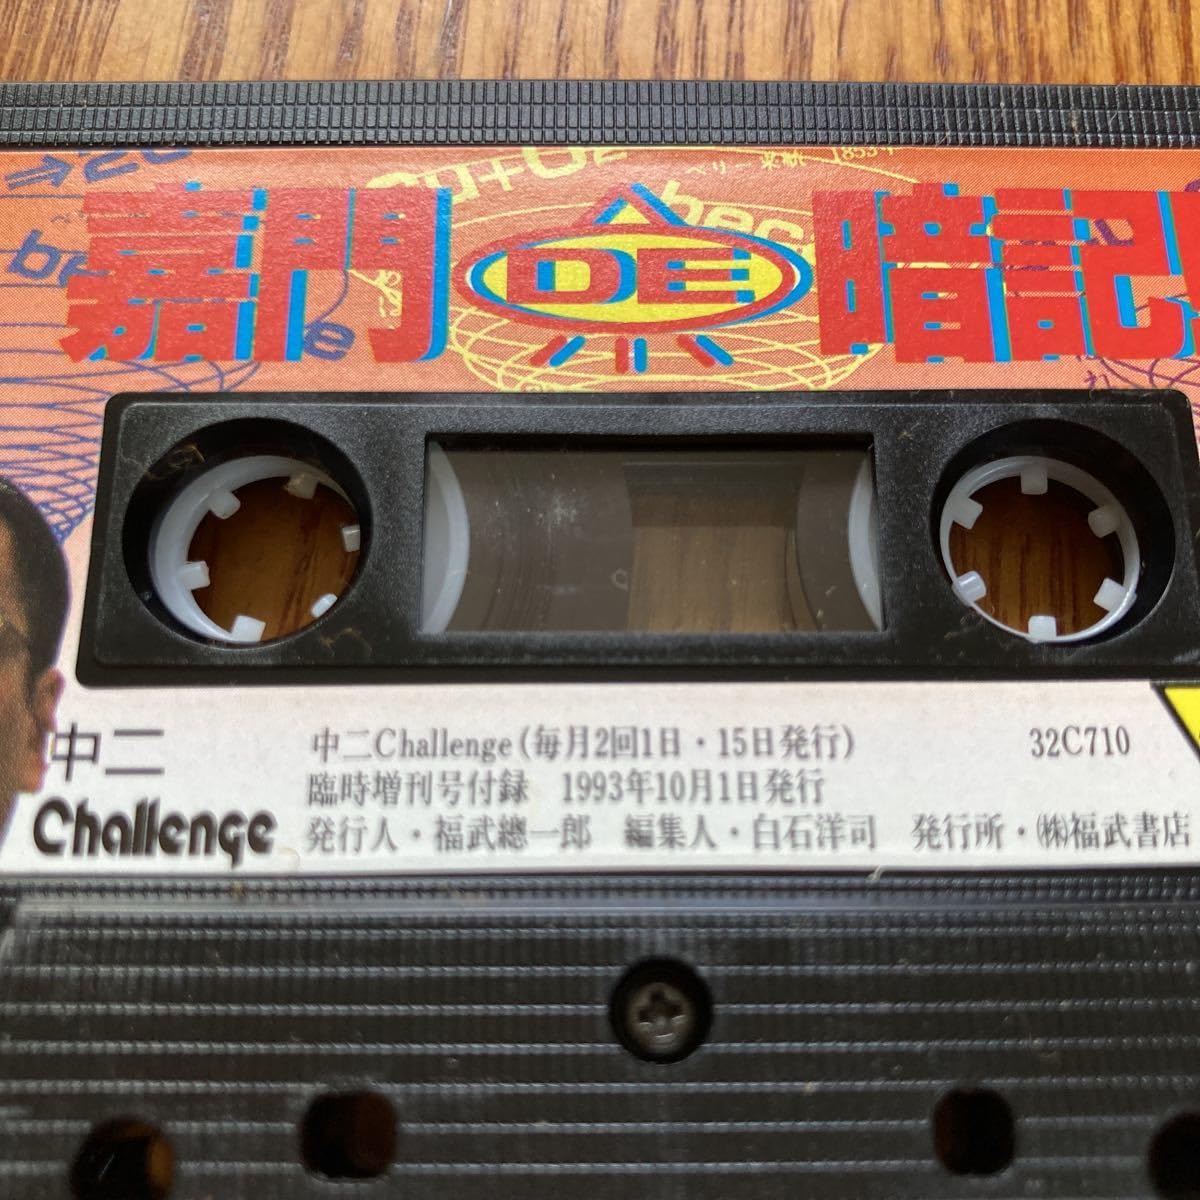 嘉門DE暗記
中二
Challenge
中二Challenge(毎月2回1日・15日発行) 32C710
臨時増刊号付録 1993年10月1日発行
発行人・福武總一郎 編集人・白石洋司 発行所・㈱福武書店